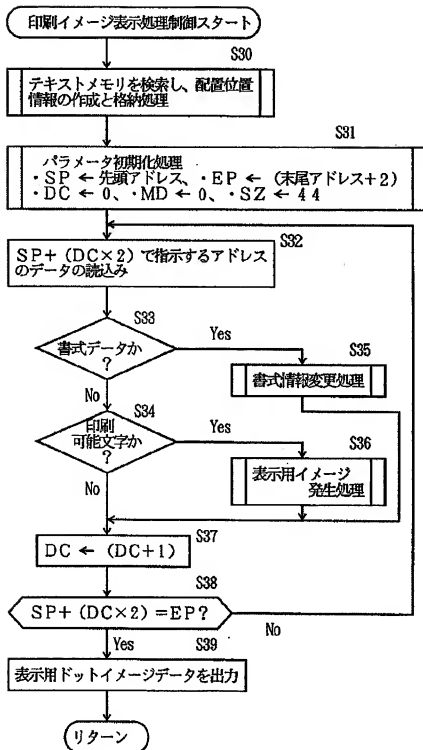 印刷イメージ表示処理制御スタート
S30
テキストメモリを検索し、配置位置
情報の作成と格納処理
S31
パラメータ初期化処理
・SP ← 先頭アドレス、・EP ← (末尾アドレス+2)
・DC ← 0、・MD ← 0、・SZ ← 44
S32
SP+(DC×2)で指示するアドレス
のデータの読込み
S33
書式データか
?
Yes
S35
書式情報変更処理
No
S34
印刷
可能文字か
?
Yes
S36
表示用イメージ
発生処理
No
S37
DC ← (DC+1)
S38
SP+(DC×2)=EP?
No
Yes
S39
表示用ドットイメージデータを出力
リターン